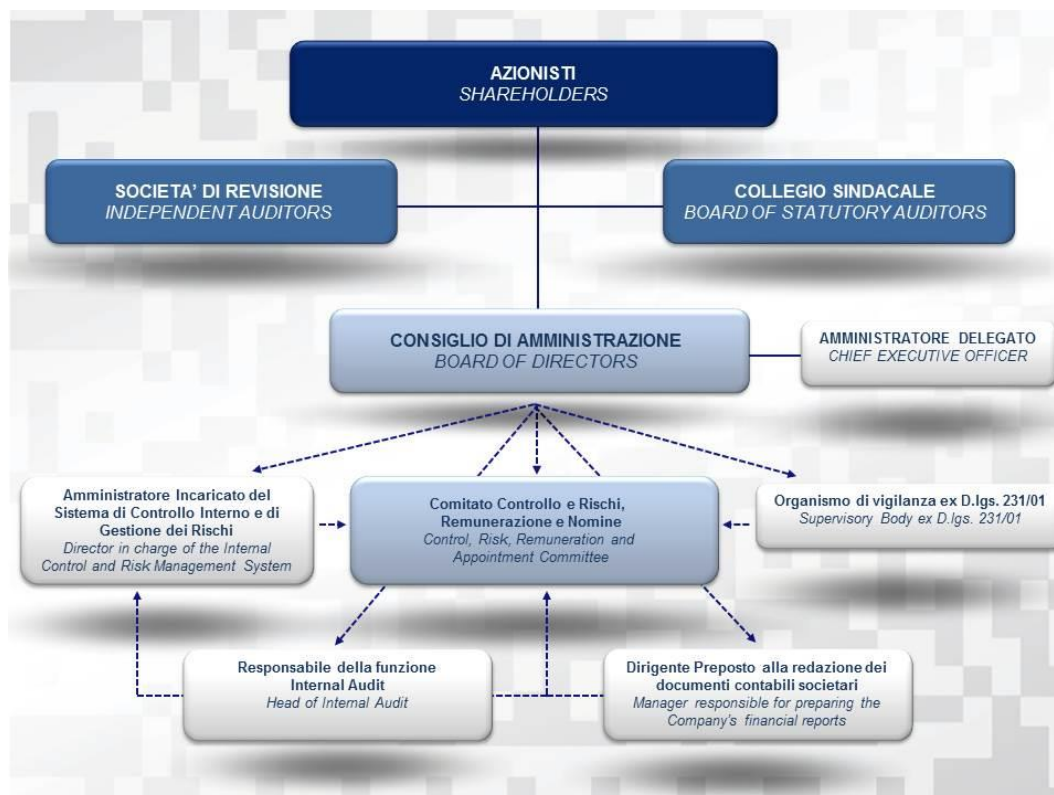 AZIONISTI
SHAREHOLDERS
SOCIETA’ DI REVISIONE
INDEPENDENT AUDITORS
COLLEGIO SINDACALE
BOARD OF STATUTORY AUDITORS
CONSIGLIO DI AMMINISTRAZIONE
BOARD OF DIRECTORS
AMMINISTRATORE DELEGATO
CHIEF EXECUTIVE OFFICER
Amministratore Incaricato del
Sistema di Controllo Interno e di
Gestione dei Rischi
Director in charge of the Internal
Control and Risk Management System
Comitato Controllo e Rischi,
Remunerazione e Nomine
Control, Risk, Remuneration and
Appointment Committee
Organismo di vigilanza ex D.lgs. 231/01
Supervisory Body ex D.lgs. 231/01
Responsabile della funzione
Internal Audit
Head of Internal Audit
Dirigente Preposto alla redazione dei
documenti contabili societari
Manager responsible for preparing the
Company’s financial reports